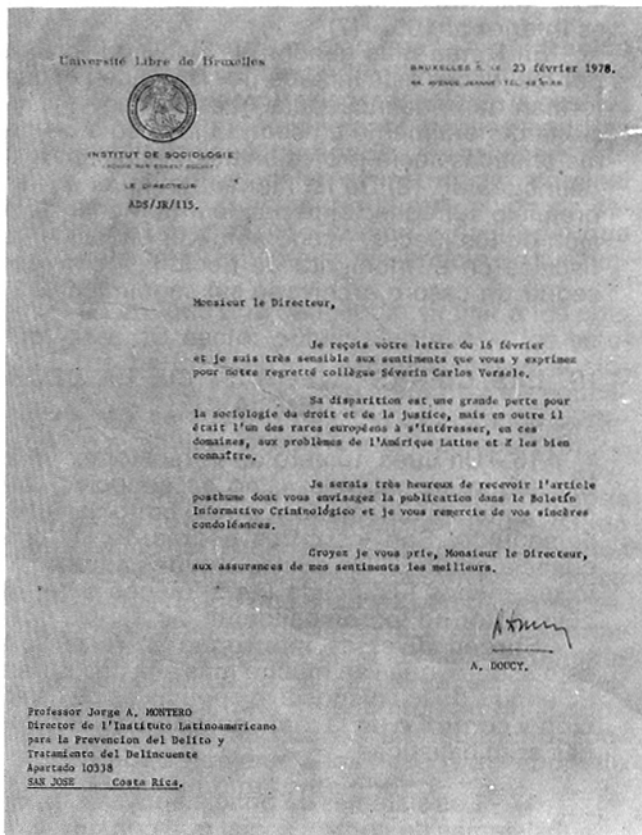 Université Libre de Bruxelles
BRUXELLES 5, LE 23 février 1978.
44, AVENUE JEANNE - TEL.
INSTITUT DE SOCIOLOGIE
LE DIRECTEUR
ADS/JR/115.
Monsieur le Directeur,
Je reçois votre lettre du 16 février
et je suis très sensible aux sentiments que vous y exprimez
pour notre regretté collègue Séverin Carlos Versele.
Sa disparition est une grande perte pour
la sociologie du droit et de la justice, mais en outre il
était l'un des rares européens à s'intéresser, en ces
domaines, aux problèmes de l'Amérique Latine et X les bien
connaître.
Je serais très heureux de recevoir l'article
posthume dont vous envisagez la publication dans le Boletín
Informativo Criminológico et je vous remercie de vos sincères
condoléances.
Croyez je vous prie, Monsieur le Directeur,
aux assurances de mes sentiments les meilleurs.
A. DOUCY.
Professor Jorge A. MONTERO
Director de l'Instituto Latinoamericano
para la Prevencion del Delito y
Tratamiento del Delincuente
Apartado 10338
SAN JOSE Costa Rica.